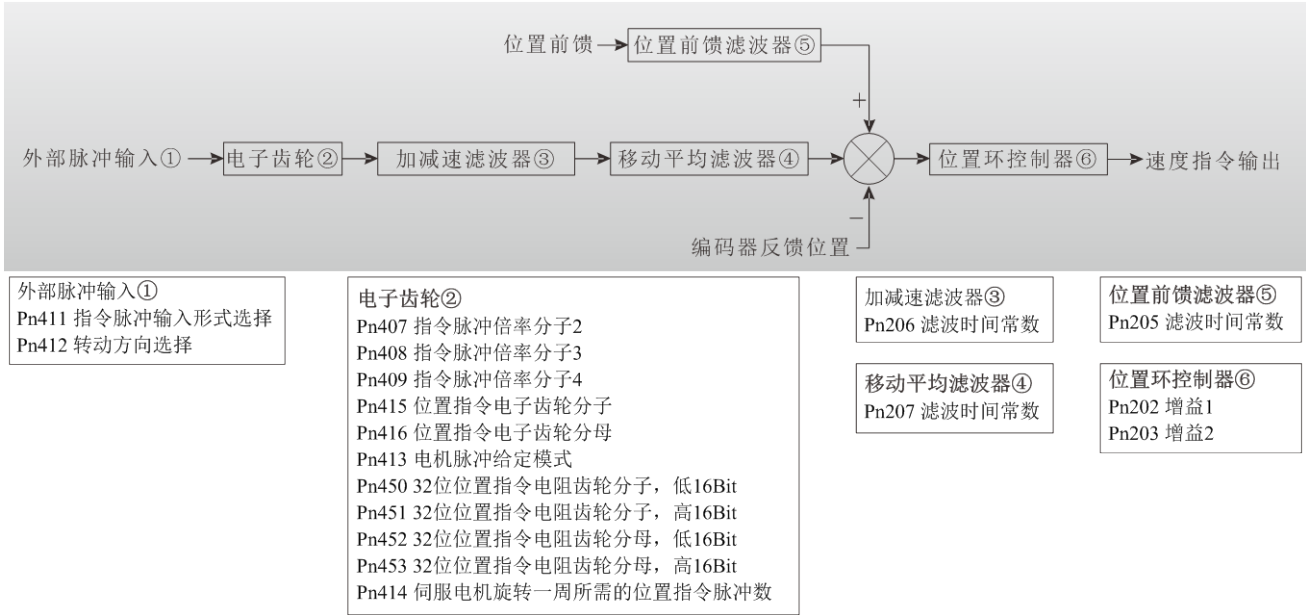 位置前馈
位置前馈滤波器⑤
+
外部脉冲输入①
电子齿轮②
加减速滤波器③
移动平均滤波器④
位置环控制器⑥
速度指令输出
−
编码器反馈位置
外部脉冲输入①
Pn411 指令脉冲输入形式选择
Pn412 转动方向选择
电子齿轮②
Pn407 指令脉冲倍率分子2
Pn408 指令脉冲倍率分子3
Pn409 指令脉冲倍率分子4
Pn415 位置指令电子齿轮分子
Pn416 位置指令电子齿轮分母
Pn413 电机脉冲给定模式
Pn450 32位位置指令电阻齿轮分子，低16Bit
Pn451 32位位置指令电阻齿轮分子，高16Bit
Pn452 32位位置指令电阻齿轮分母，低16Bit
Pn453 32位位置指令电阻齿轮分母，高16Bit
Pn414 伺服电机旋转一周所需的位置指令脉冲数
加减速滤波器③
Pn206 滤波时间常数
移动平均滤波器④
Pn207 滤波时间常数
位置前馈滤波器⑤
Pn205 滤波时间常数
位置环控制器⑥
Pn202 增益1
Pn203 增益2